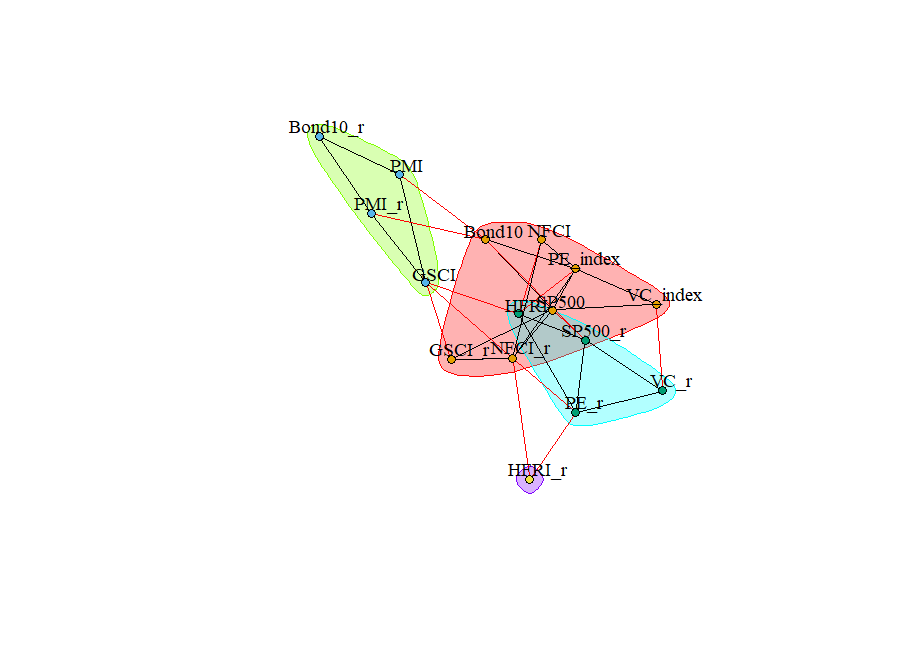 Bond10_r
PMI
PMI_r
Bond10
NFCI
PE_index
GSCI
VC_index
HFRI
SP500
SP500_r
GSCI_r
NFCI_r
VC_r
PE_r
HFRI_r